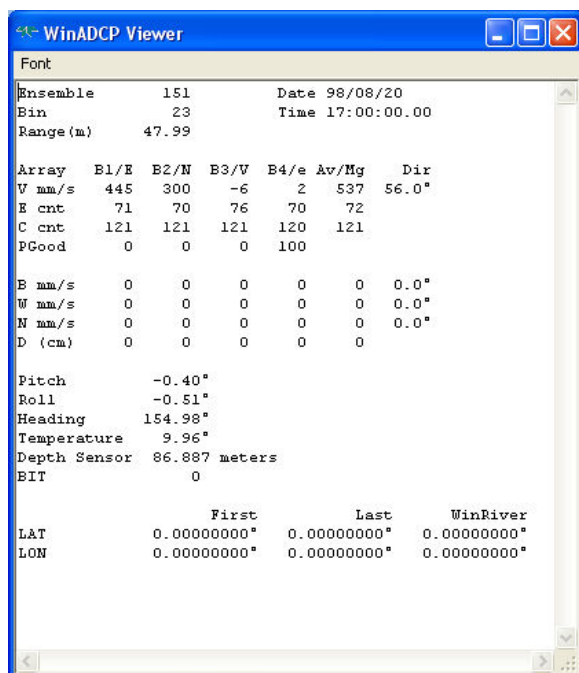 WinADCP Viewer
Font
Ensemble 151 Date 98/08/20
Bin 23 Time 17:00:00.00
Range(m) 47.99
Array B1/E B2/N B3/V B4/e Av/Mg Dir
V mm/s 445 300 -6 2 537 56.0°
E cnt 71 70 76 70 72
C cnt 121 121 121 120 121
PGood 0 0 0 100
B mm/s 0 0 0 0 0 0.0°
W mm/s 0 0 0 0 0 0.0°
N mm/s 0 0 0 0 0 0.0°
D (cm) 0 0 0 0 0
Pitch -0.40°
Roll -0.51°
Heading 154.98°
Temperature 9.96°
Depth Sensor 86.887 meters
BIT 0
First Last WinRiver
LAT 0.00000000° 0.00000000° 0.00000000°
LON 0.00000000° 0.00000000° 0.00000000°